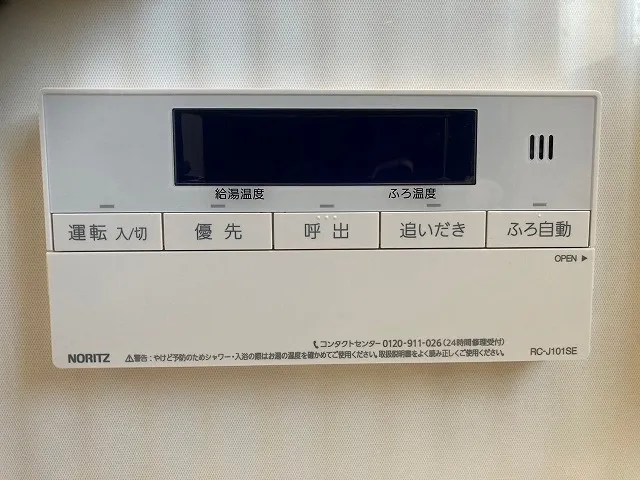 給湯温度 ふろ温度
運転 入/切 優先 呼出 追いだき ふろ自動
OPEN ▶
コンタクトセンター 0120-911-026(24時間修理受付)
NORITZ ⚠警告:やけど予防のためシャワー・入浴の際はお湯の温度を確かめてご使用ください。取扱説明書をよく読み正しくご使用ください。 RC-J101SE